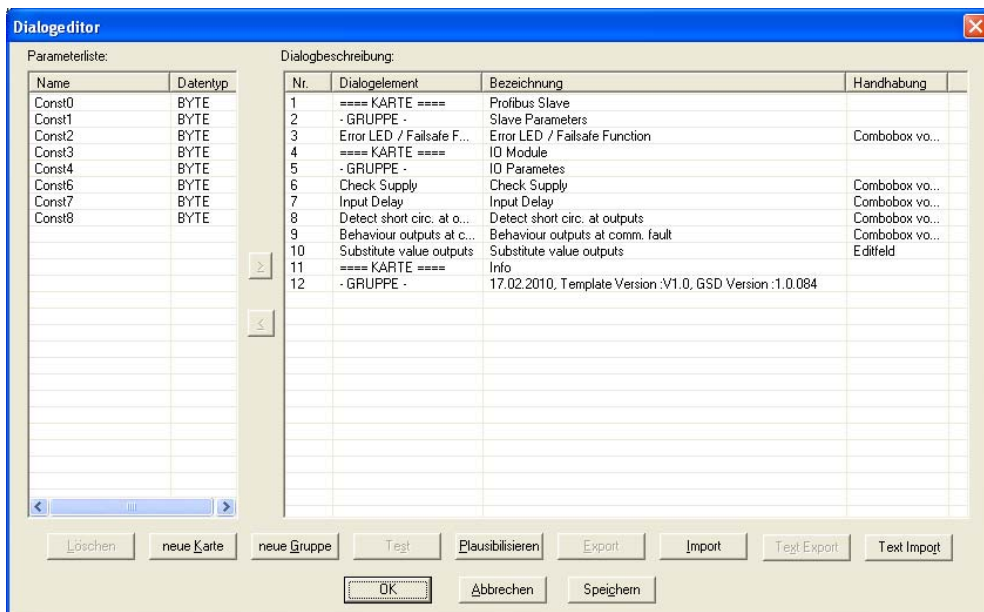 Dialogeditor
Parameterliste:
Dialogbeschreibung:
Name Datentyp
Const0 BYTE
Const1 BYTE
Const2 BYTE
Const3 BYTE
Const4 BYTE
Const6 BYTE
Const7 BYTE
Const8 BYTE
Nr. Dialogelement Bezeichnung Handhabung
1 ==== KARTE ==== Profibus Slave
2 - GRUPPE - Slave Parameters
3 Error LED / Failsafe F... Error LED / Failsafe Function Combobox vo...
4 ==== KARTE ==== IO Module
5 - GRUPPE - IO Parametes
6 Check Supply Check Supply Combobox vo...
7 Input Delay Input Delay Combobox vo...
8 Detect short circ. at o... Detect short circ. at outputs Combobox vo...
9 Behaviour outputs at c... Behaviour outputs at comm. fault Combobox vo...
10 Substitute value outputs Substitute value outputs Editfeld
11 ==== KARTE ==== Info
12 - GRUPPE - 17.02.2010, Template Version :V1.0, GSD Version :1.0.084
>
<
Löschen neue Karte neue Gruppe Test Plausibilisieren Export Import Text Export Text Import
OK Abbrechen Speichern